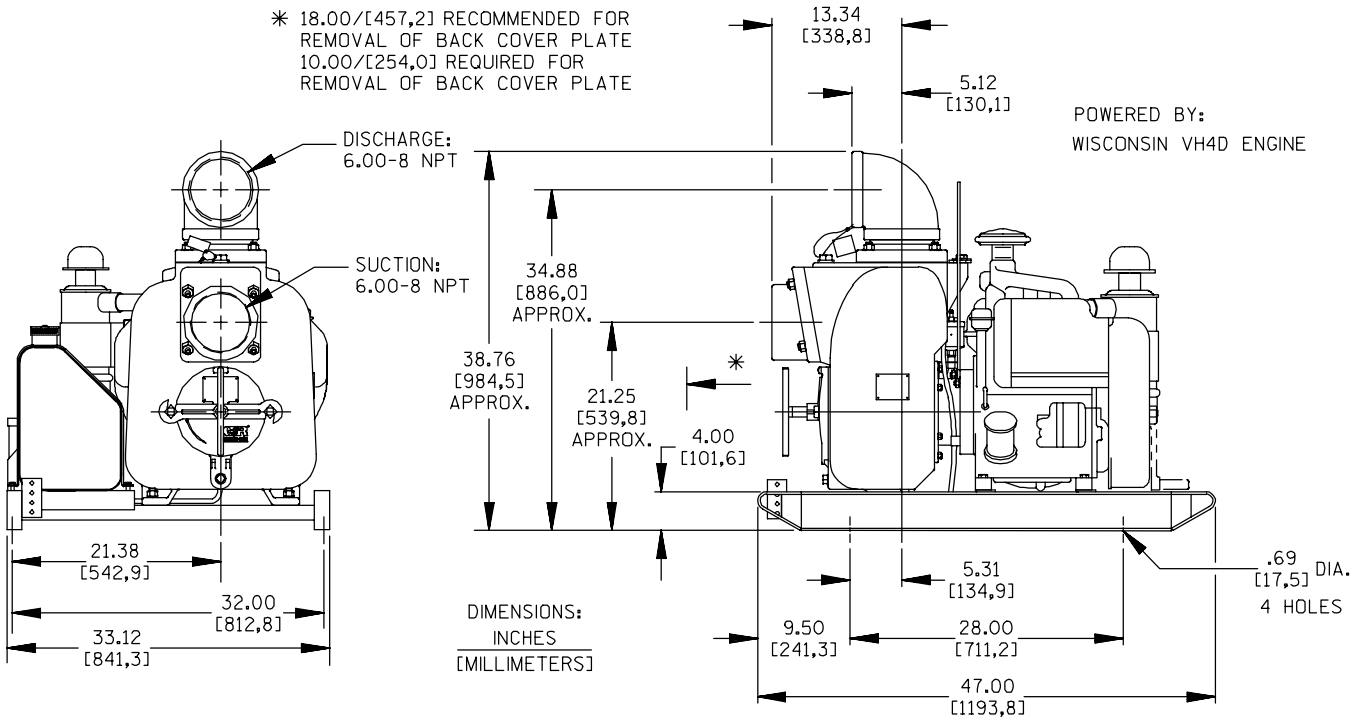 ✳ 18.00/[457,2] RECOMMENDED FOR
REMOVAL OF BACK COVER PLATE
10.00/[254,0] REQUIRED FOR
REMOVAL OF BACK COVER PLATE
13.34
[338,8]
5.12
[130,1]
POWERED BY:
WISCONSIN VH4D ENGINE
DISCHARGE:
6.00-8 NPT
SUCTION:
6.00-8 NPT
34.88
[886,0]
APPROX.
38.76
[984,5]
APPROX.
21.25
[539,8]
APPROX.
✳
4.00
[101,6]
21.38
[542,9]
32.00
[812,8]
33.12
[841,3]
DIMENSIONS:
INCHES
[MILLIMETERS]
5.31
[134,9]
9.50
[241,3]
28.00
[711,2]
47.00
[1193,8]
.69
[17,5] DIA.
4 HOLES